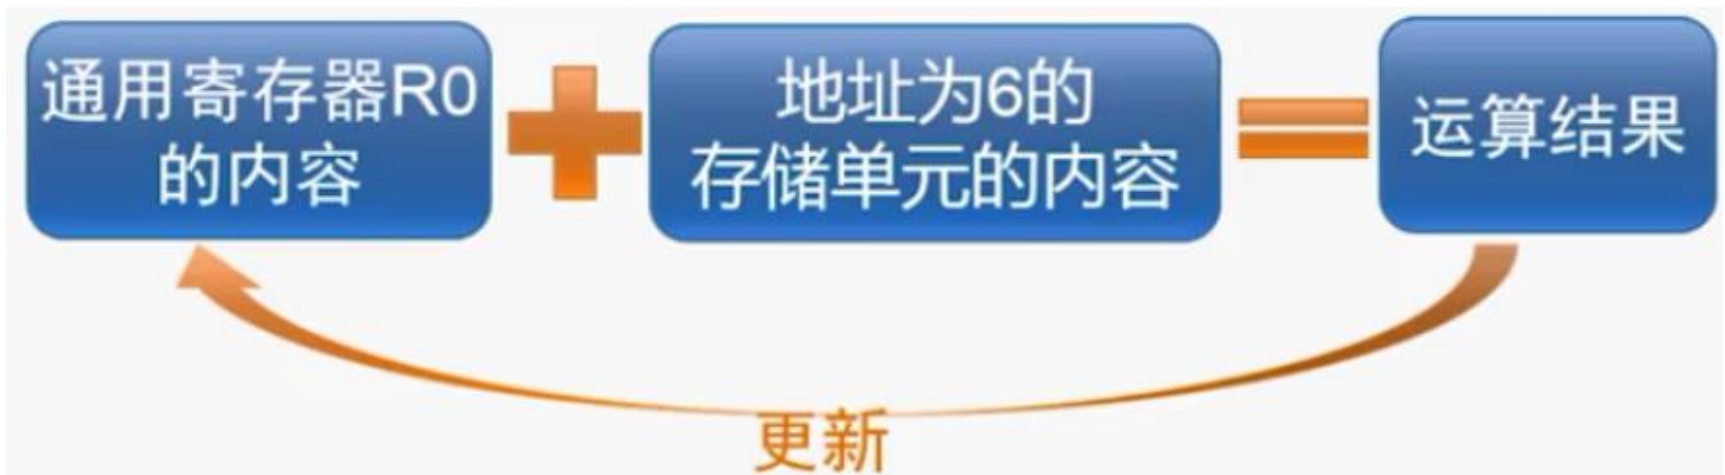 通用寄存器R0
的内容
地址为6的
存储单元的内容
运算结果
更新